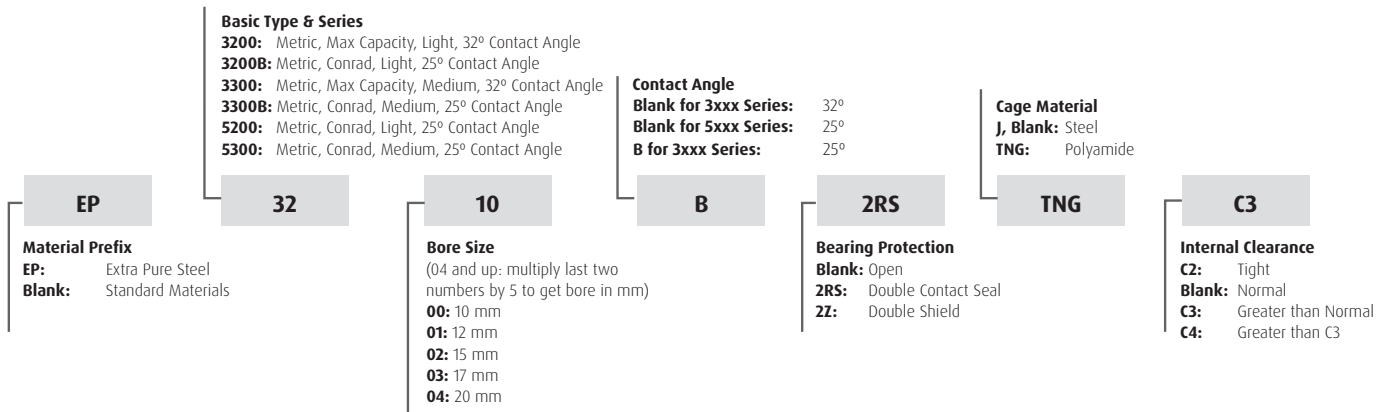 Basic Type & Series
3200: Metric, Max Capacity, Light, 32º Contact Angle
3200B: Metric, Conrad, Light, 25º Contact Angle
3300: Metric, Max Capacity, Medium, 32º Contact Angle
3300B: Metric, Conrad, Medium, 25º Contact Angle
5200: Metric, Conrad, Light, 25º Contact Angle
5300: Metric, Conrad, Medium, 25º Contact Angle
Contact Angle
Blank for 3xxx Series: 32º
Blank for 5xxx Series: 25º
B for 3xxx Series: 25º
Cage Material
J, Blank: Steel
TNG: Polyamide
EP 32 10 B 2RS TNG C3
Material Prefix
EP: Extra Pure Steel
Blank: Standard Materials
Bore Size
(04 and up: multiply last two
numbers by 5 to get bore in mm)
00: 10 mm
01: 12 mm
02: 15 mm
03: 17 mm
04: 20 mm
Bearing Protection
Blank: Open
2RS: Double Contact Seal
2Z: Double Shield
Internal Clearance
C2: Tight
Blank: Normal
C3: Greater than Normal
C4: Greater than C3